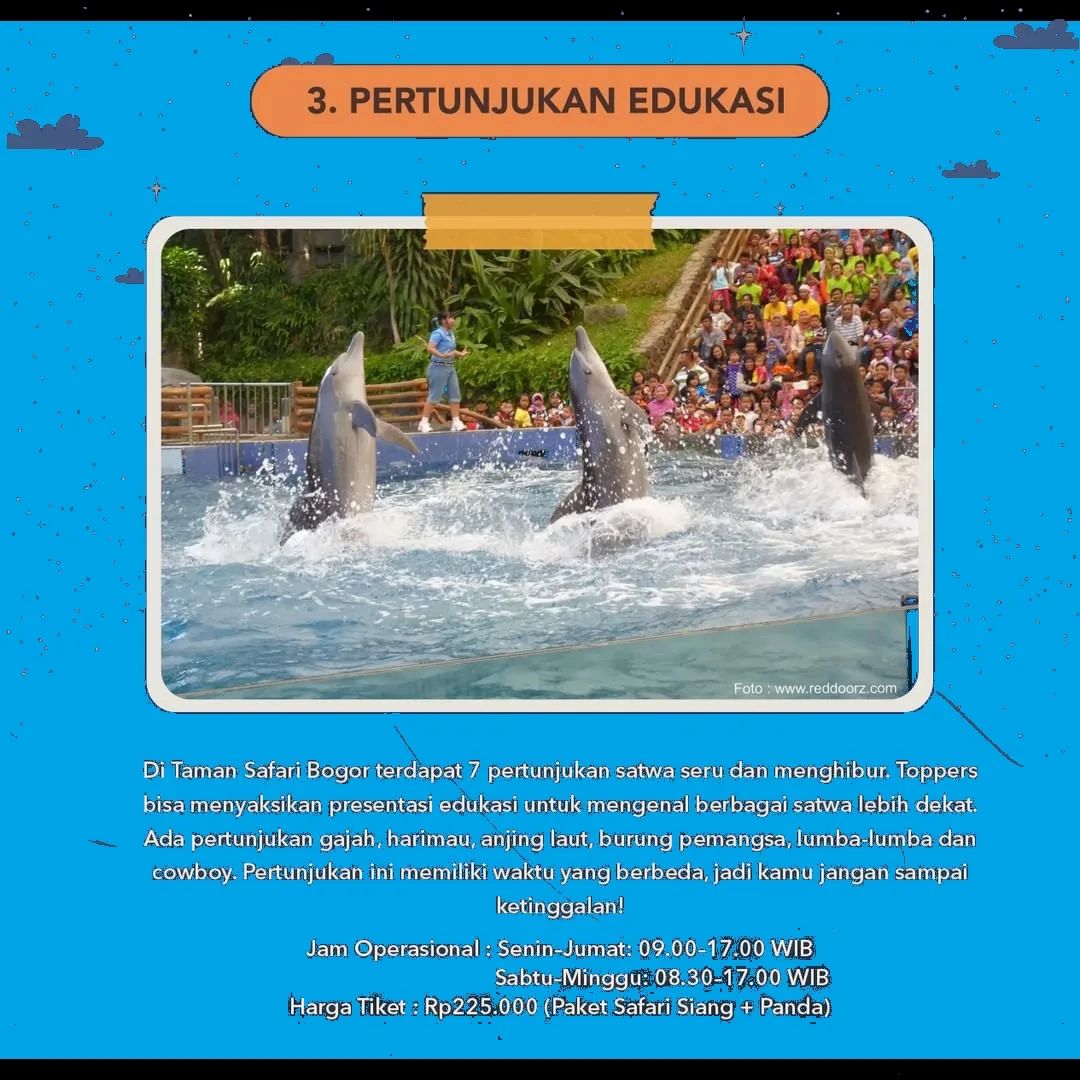 3. PERTUNJUKAN EDUKASI
Foto : www.reddoorz.com
Di Taman Safari Bogor terdapat 7 pertunjukan satwa seru dan menghibur. Toppers
bisa menyaksikan presentasi edukasi untuk mengenal berbagai satwa lebih dekat.
Ada pertunjukan gajah, harimau, anjing laut, burung pemangsa, lumba-lumba dan
cowboy. Pertunjukan ini memiliki waktu yang berbeda, jadi kamu jangan sampai
ketinggalan!
Jam Operasional : Senin-Jumat: 09.00-17.00 WIB
Sabtu-Minggu: 08.30-17.00 WIB
Harga Tiket : Rp225.000 (Paket Safari Siang + Panda)